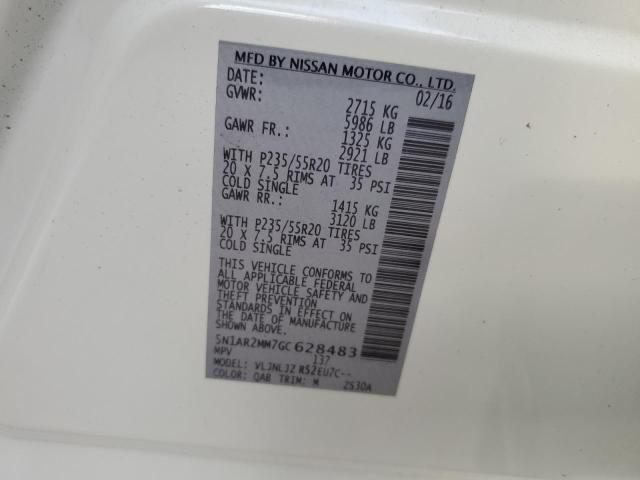 MFD BY NISSAN MOTOR CO., LTD.
DATE: 02/16
GVWR: 2715 KG
5986 LB
GAWR FR.: 1325 KG
2921 LB
WITH P235/55R20 TIRES
20 X 7.5 RIMS AT 35 PSI
COLD SINGLE
GAWR RR.: 1415 KG
3120 LB
WITH P235/55R20 TIRES
20 X 7.5 RIMS AT 35 PSI
COLD SINGLE
THIS VEHICLE CONFORMS TO
ALL APPLICABLE FEDERAL
MOTOR VEHICLE SAFETY AND
THEFT PREVENTION
STANDARDS IN EFFECT ON
THE DATE OF MANUFACTURE
SHOWN ABOVE.
5N1AR2MM7GC628483
MPV 137
MODEL: VLJNLJZ R52EU7C--
COLOR: QAB TRIM: M 2S30A